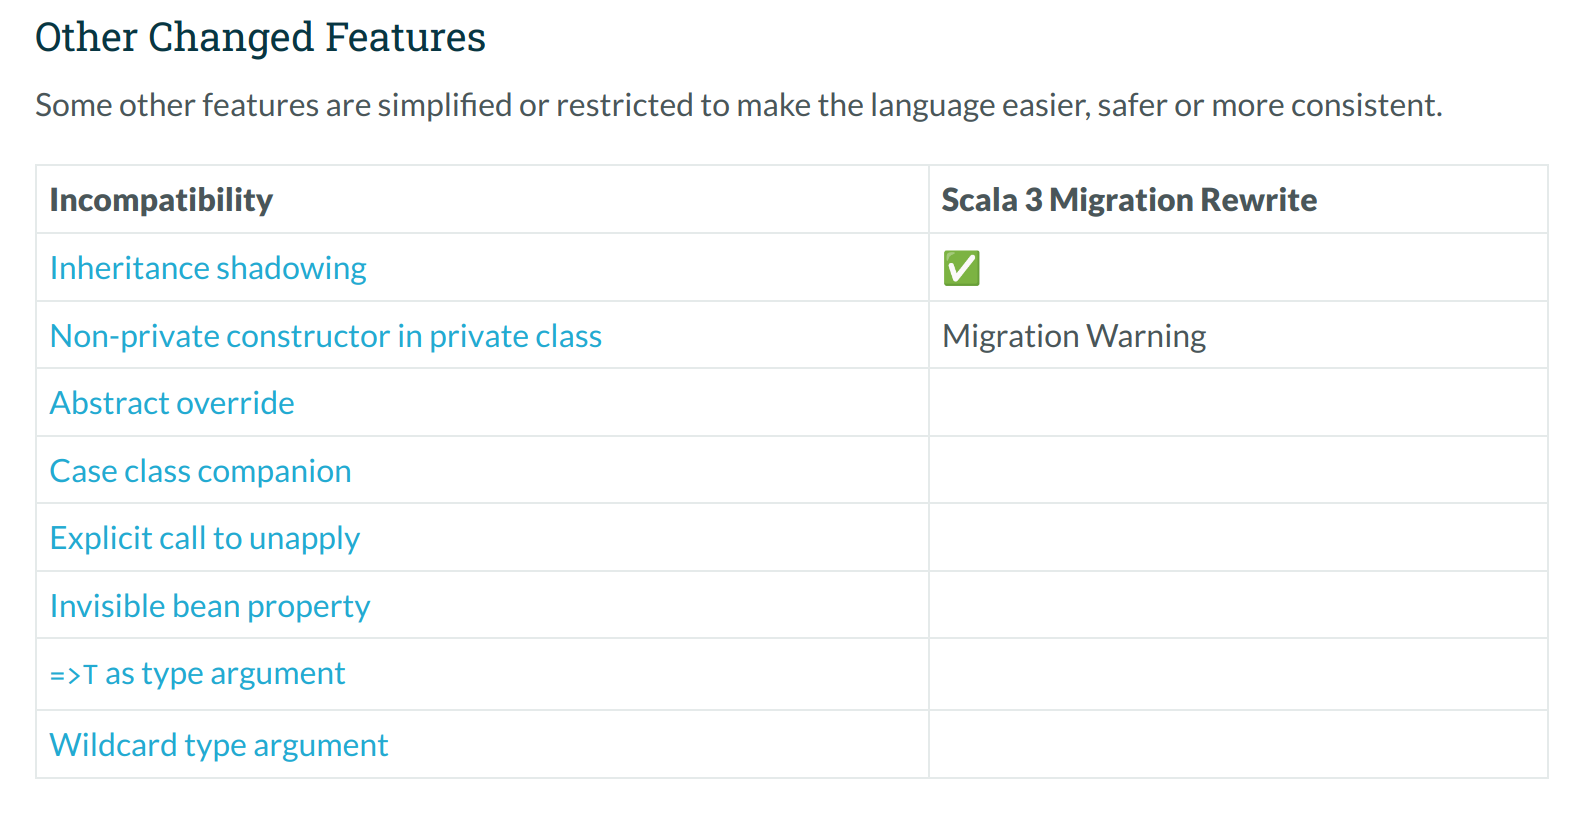 Other Changed Features
Some other features are simplified or restricted to make the language easier, safer or more consistent.
Incompatibility Scala 3 Migration Rewrite
Inheritance shadowing ✅
Non-private constructor in private class Migration Warning
Abstract override
Case class companion
Explicit call to unapply
Invisible bean property
=>T as type argument
Wildcard type argument